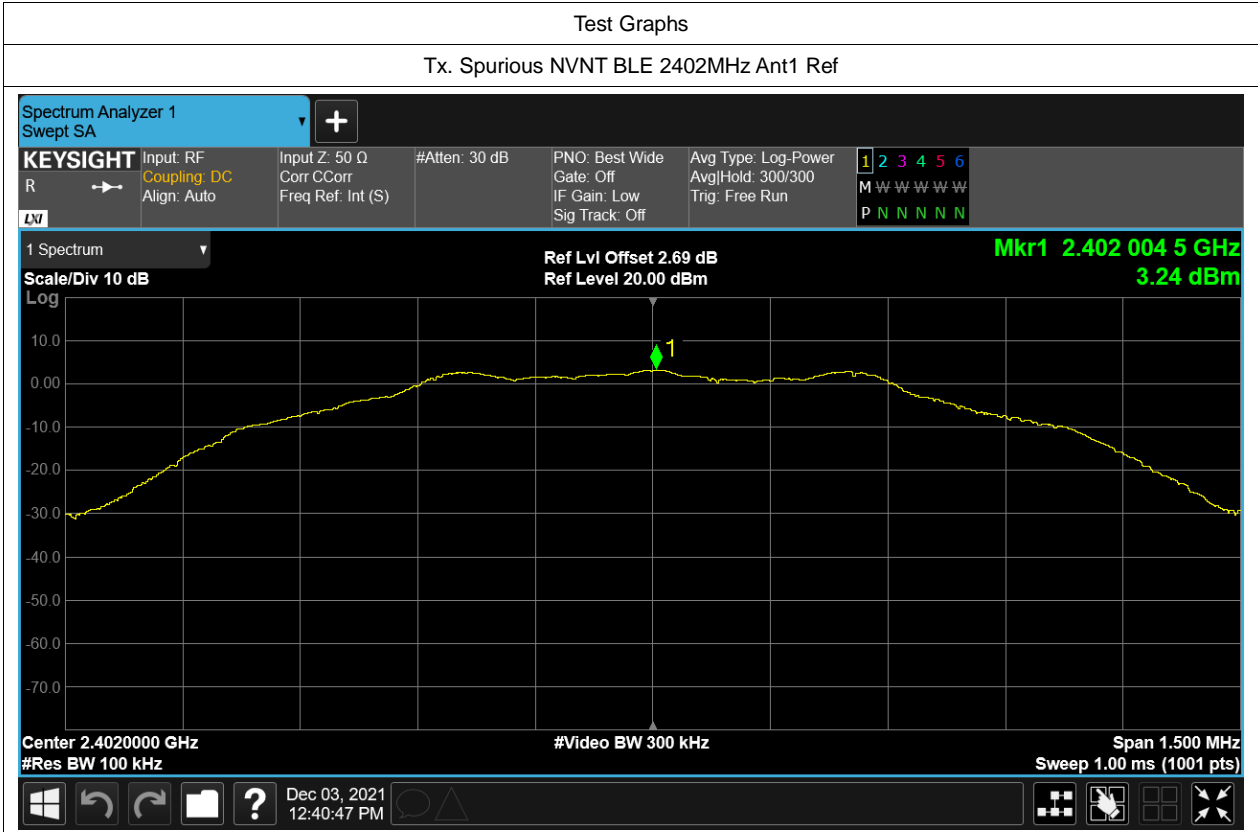 Test Graphs
Tx. Spurious NVNT BLE 2402MHz Ant1 Ref
Spectrum Analyzer 1
Swept SA
KEYSIGHT
R
LXI
Input: RF
Coupling: DC
Align: Auto
Input Z: 50 Ω
Corr CCorr
Freq Ref: Int (S)
#Atten: 30 dB
PNO: Best Wide
Gate: Off
IF Gain: Low
Sig Track: Off
Avg Type: Log-Power
Avg|Hold: 300/300
Trig: Free Run
1 2 3 4 5 6
M W W W W W
P N N N N N
1 Spectrum
Scale/Div 10 dB
Log
Ref Lvl Offset 2.69 dB
Ref Level 20.00 dBm
Mkr1 2.402 004 5 GHz
3.24 dBm
1
10.0
0.00
-10.0
-20.0
-30.0
-40.0
-50.0
-60.0
-70.0
Center 2.4020000 GHz
#Res BW 100 kHz
#Video BW 300 kHz
Span 1.500 MHz
Sweep 1.00 ms (1001 pts)
?
Dec 03, 2021
12:40:47 PM